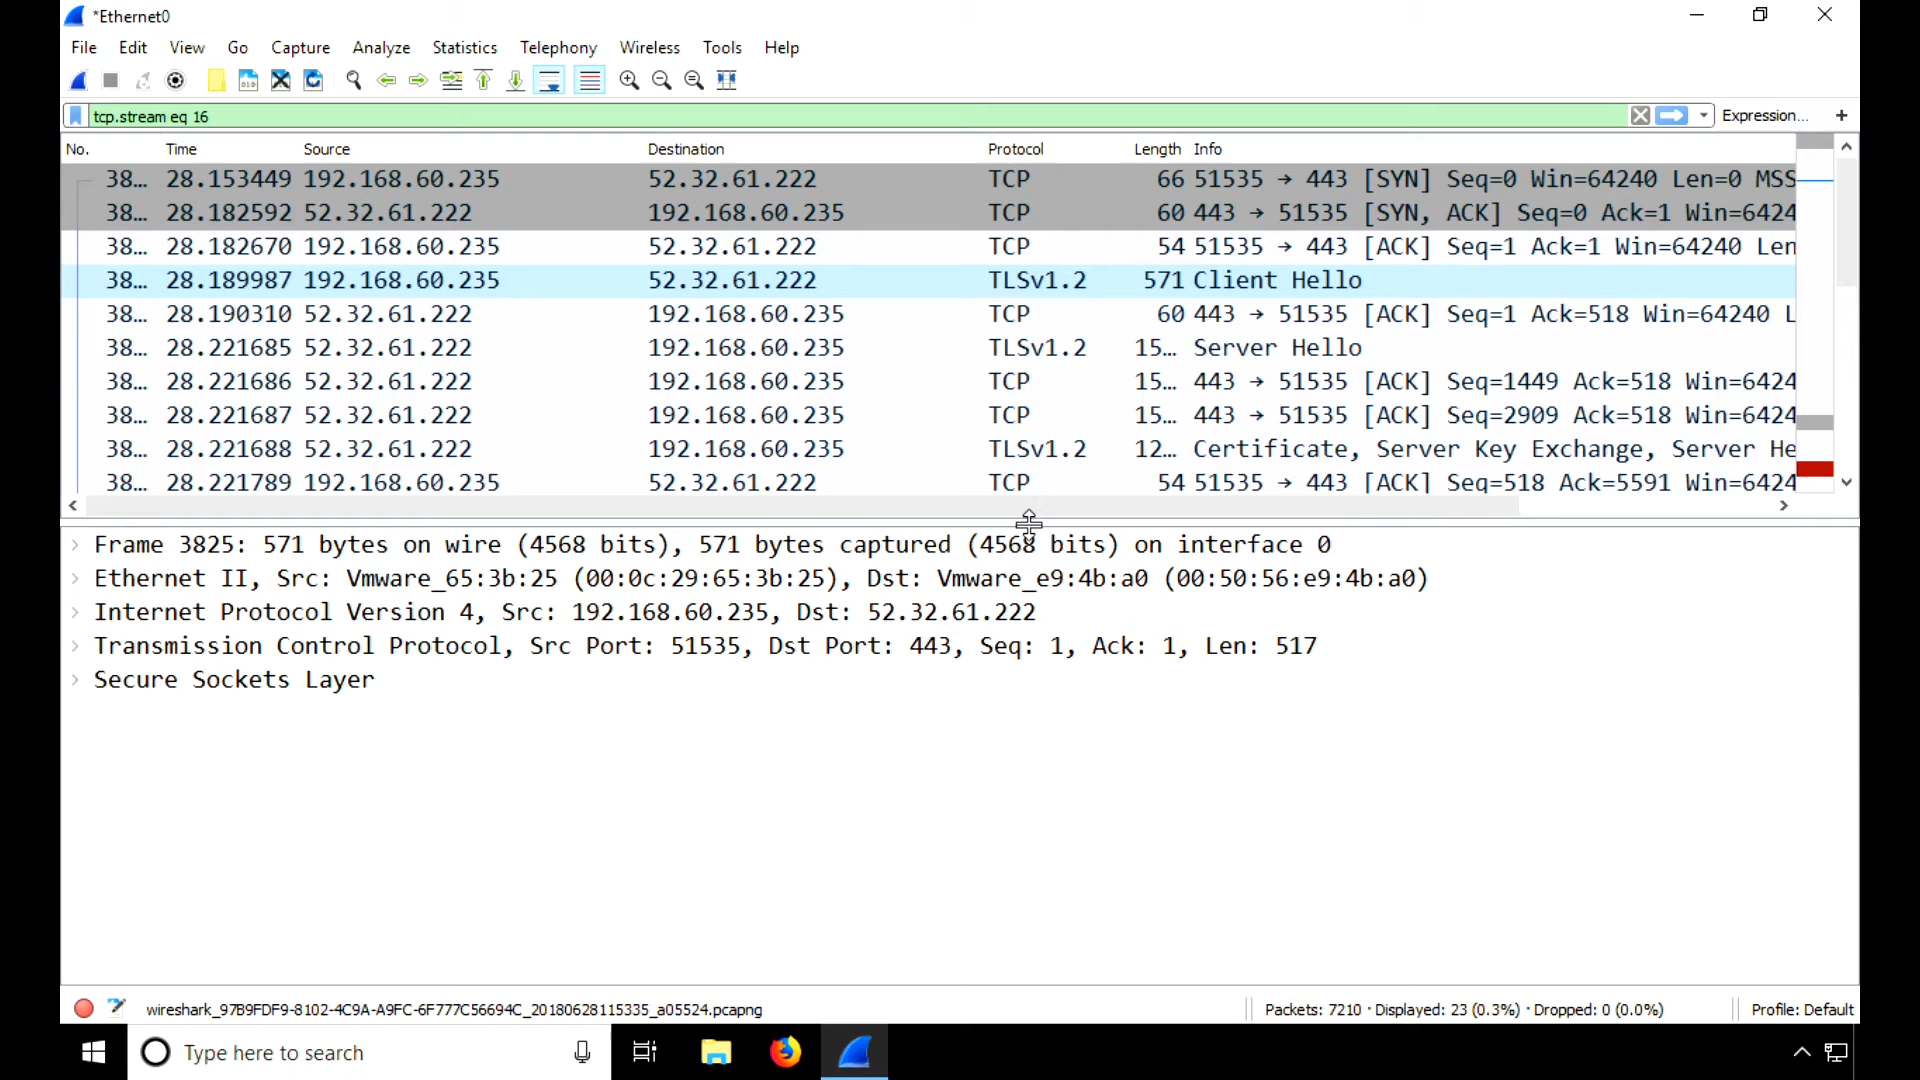 *Ethernet0
File Edit View Go Capture Analyze Statistics Telephony Wireless Tools Help
tcp.stream eq 16 Expression... +
No. Time Source Destination Protocol Length Info
38... 28.153449 192.168.60.235 52.32.61.222 TCP 66 51535 → 443 [SYN] Seq=0 Win=64240 Len=0 MSS
38... 28.182592 52.32.61.222 192.168.60.235 TCP 60 443 → 51535 [SYN, ACK] Seq=0 Ack=1 Win=6424
38... 28.182670 192.168.60.235 52.32.61.222 TCP 54 51535 → 443 [ACK] Seq=1 Ack=1 Win=64240 Len
38... 28.189987 192.168.60.235 52.32.61.222 TLSv1.2 571 Client Hello
38... 28.190310 52.32.61.222 192.168.60.235 TCP 60 443 → 51535 [ACK] Seq=1 Ack=518 Win=64240 L
38... 28.221685 52.32.61.222 192.168.60.235 TLSv1.2 15... Server Hello
38... 28.221686 52.32.61.222 192.168.60.235 TCP 15... 443 → 51535 [ACK] Seq=1449 Ack=518 Win=6424
38... 28.221687 52.32.61.222 192.168.60.235 TCP 15... 443 → 51535 [ACK] Seq=2909 Ack=518 Win=6424
38... 28.221688 52.32.61.222 192.168.60.235 TLSv1.2 12... Certificate, Server Key Exchange, Server He
38... 28.221789 192.168.60.235 52.32.61.222 TCP 54 51535 → 443 [ACK] Seq=518 Ack=5591 Win=6424
Frame 3825: 571 bytes on wire (4568 bits), 571 bytes captured (4568 bits) on interface 0
Ethernet II, Src: Vmware_65:3b:25 (00:0c:29:65:3b:25), Dst: Vmware_e9:4b:a0 (00:50:56:e9:4b:a0)
Internet Protocol Version 4, Src: 192.168.60.235, Dst: 52.32.61.222
Transmission Control Protocol, Src Port: 51535, Dst Port: 443, Seq: 1, Ack: 1, Len: 517
Secure Sockets Layer
wireshark_97B9FDF9-8102-4C9A-A9FC-6F777C56694C_20180628115335_a05524.pcapng Packets: 7210 · Displayed: 23 (0.3%) · Dropped: 0 (0.0%) Profile: Default
Type here to search